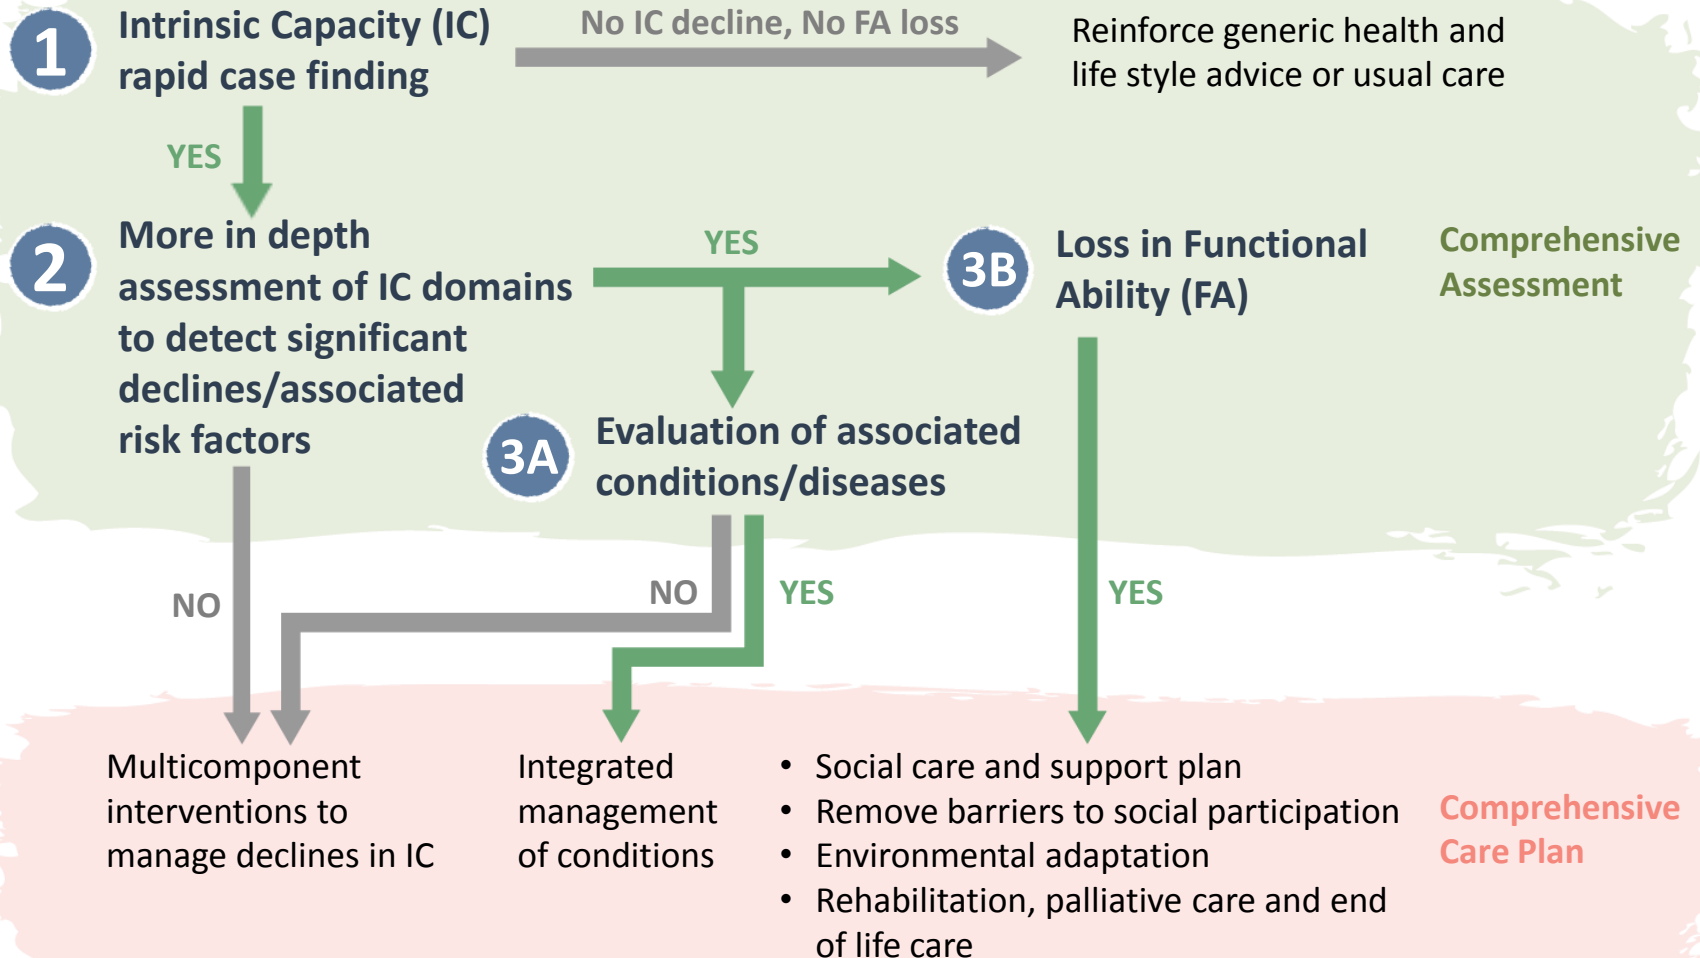 1
Intrinsic Capacity (IC)
rapid case finding
No IC decline, No FA loss
Reinforce generic health and
life style advice or usual care
YES
2
More in depth
assessment of IC domains
to detect significant
declines/associated
risk factors
YES
3B
Loss in Functional
Ability (FA)
Comprehensive
Assessment
3A
Evaluation of associated
conditions/diseases
NO
NO
YES
YES
Multicomponent
interventions to
manage declines in IC
Integrated
management
of conditions
• Social care and support plan
• Remove barriers to social participation
• Environmental adaptation
• Rehabilitation, palliative care and end
of life care
Comprehensive
Care Plan